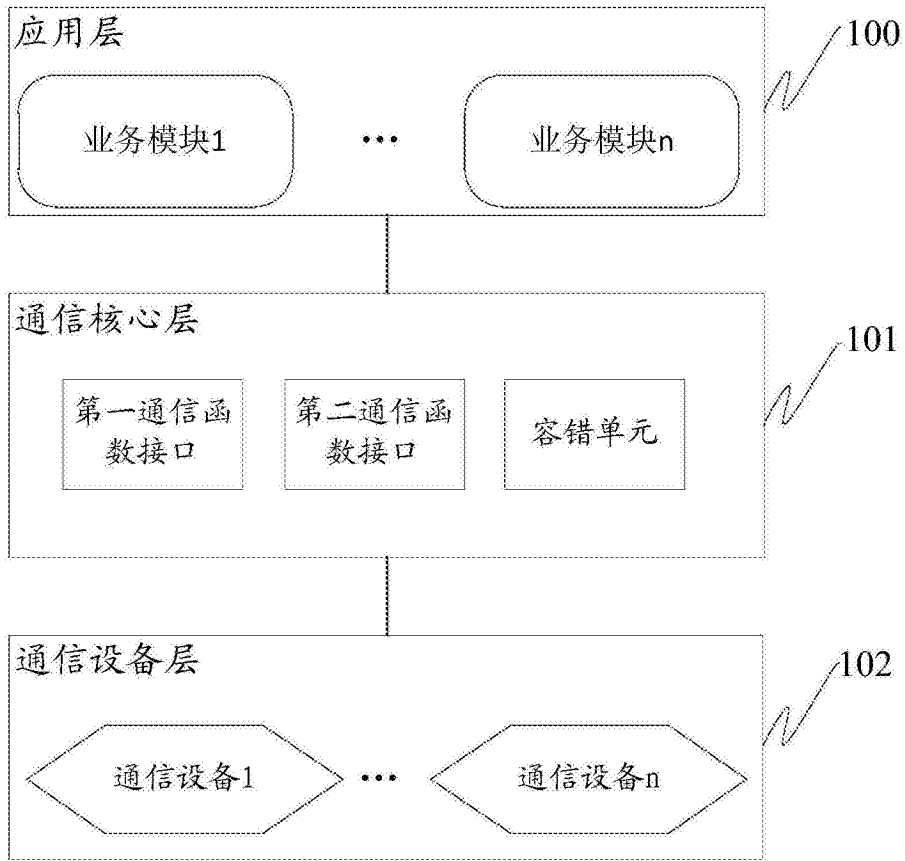 应用层
100
业务模块1
…
业务模块n
通信核心层
101
第一通信函
数接口
第二通信函
数接口
容错单元
通信设备层
102
通信设备1
…
通信设备n